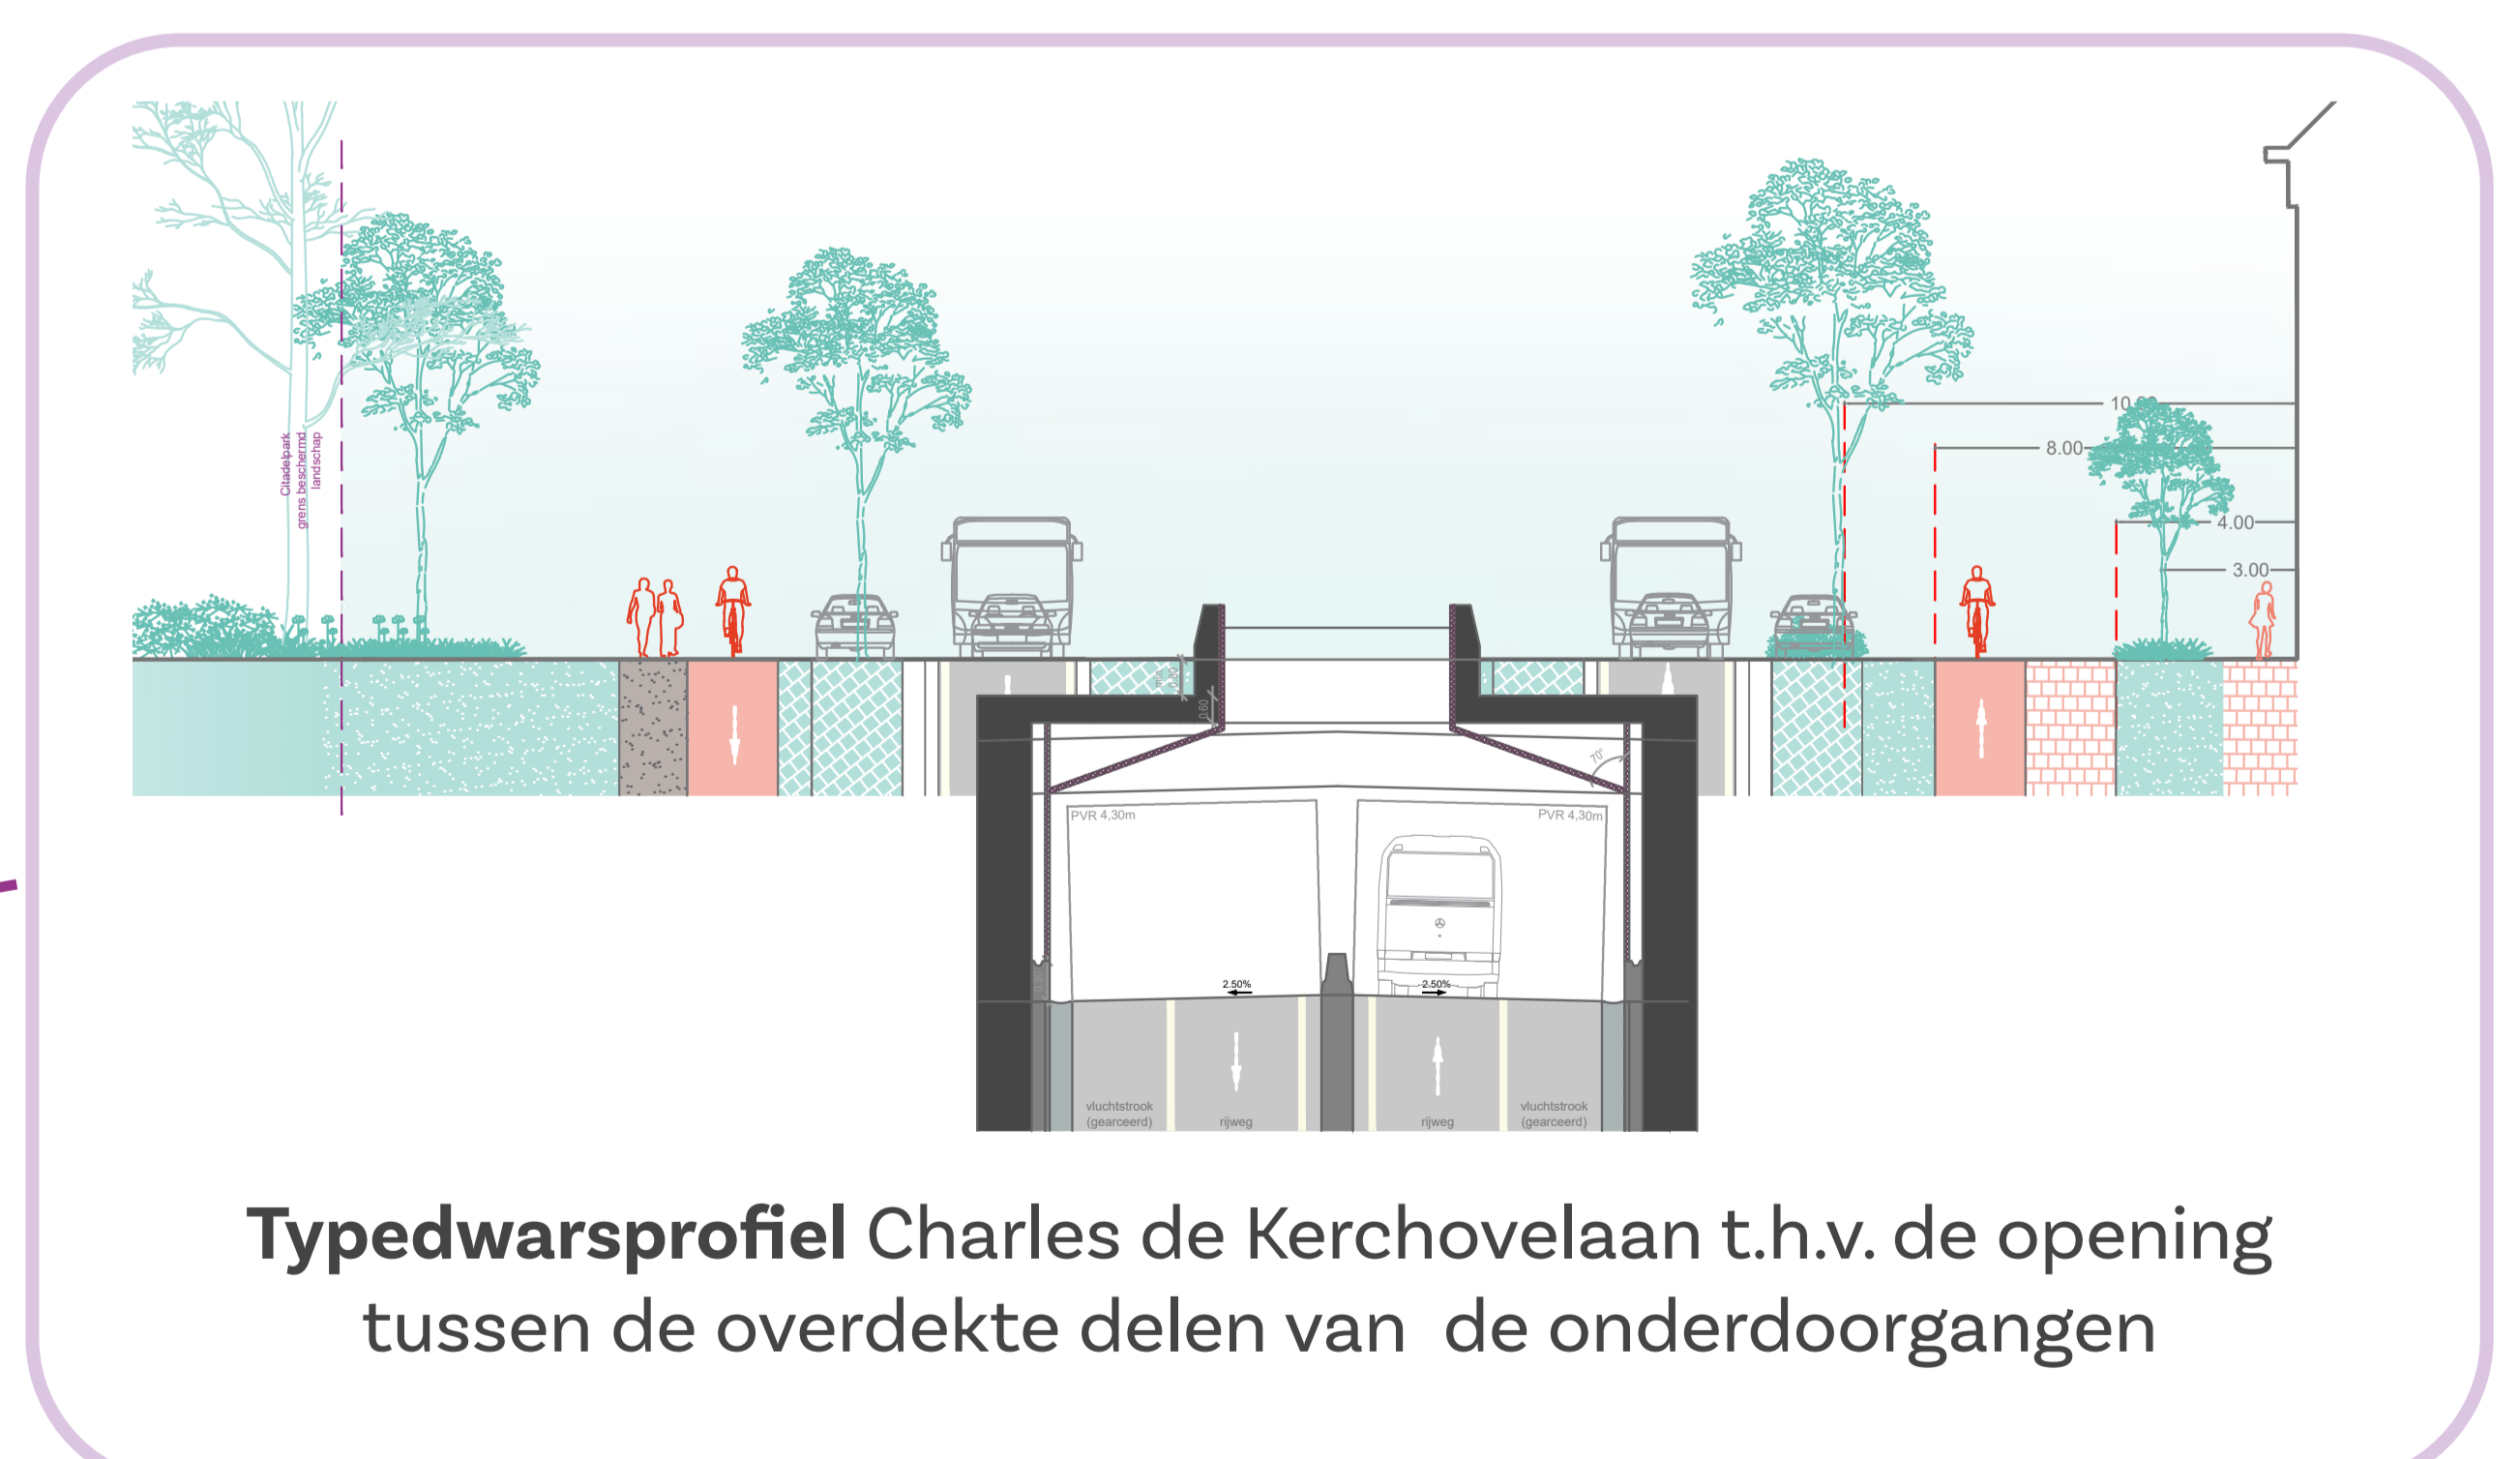 Citadelpark
grens beschermd
landschap
10.00
8.00
4.00
3.00
0.60
70°
PVR 4,30m
PVR 4,30m
2.50%
2.50%
vluchtstrook
(gearceerd)
rijweg
rijweg
vluchtstrook
(gearceerd)
Typedwarsprofiel Charles de Kerchovelaan t.h.v. de opening
tussen de overdekte delen van de onderdoorgangen